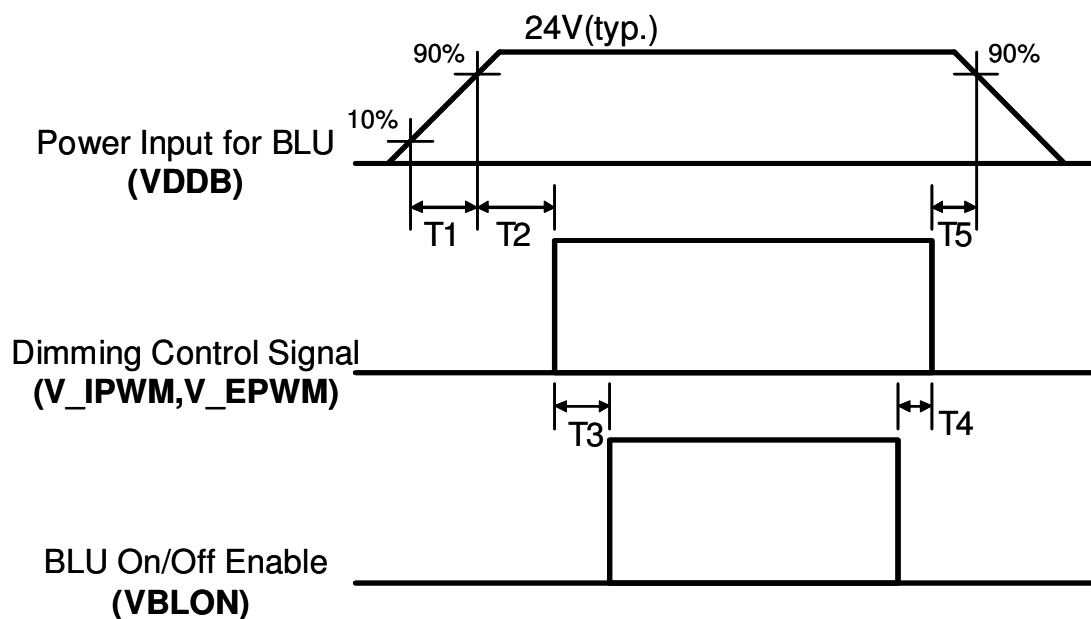 24V(typ.)
90%
90%
10%
Power Input for BLU
(VDDB)
T1
T2
T5
Dimming Control Signal
(V_IPWM,V_EPWM)
T3
T4
BLU On/Off Enable
(VBLON)